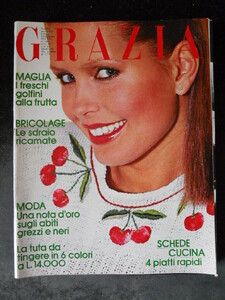 GRAZIA
MAGLIA
I freschi
golfini
alla frutta
BRICOLAGE
Le sdraio
ricamate
MODA
Una nota d'oro
sugli abiti
grezzi e neri
La tuta da
tingere in 6 colori
a L. 14.000
SCHEDE
CUCINA
4 piatti rapidi